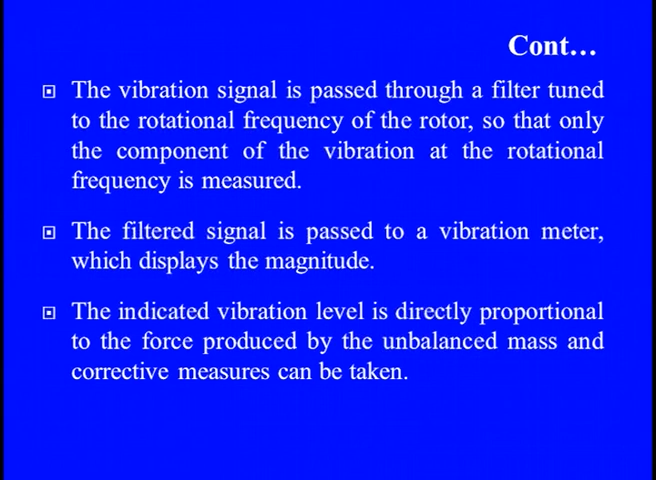 Cont...
The vibration signal is passed through a filter tuned
to the rotational frequency of the rotor, so that only
the component of the vibration at the rotational
frequency is measured.
The filtered signal is passed to a vibration meter,
which displays the magnitude.
The indicated vibration level is directly proportional
to the force produced by the unbalanced mass and
corrective measures can be taken.